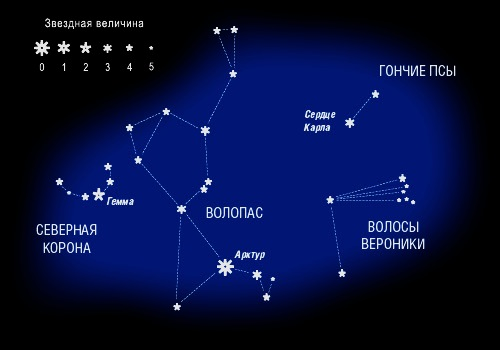 Звездная величина
0 1 2 3 4 5
ГОНЧИЕ ПСЫ
Сердце
Карла
Гемма
ВОЛОПАС
СЕВЕРНАЯ
КОРОНА
ВОЛОСЫ
ВЕРОНИКИ
Арктур